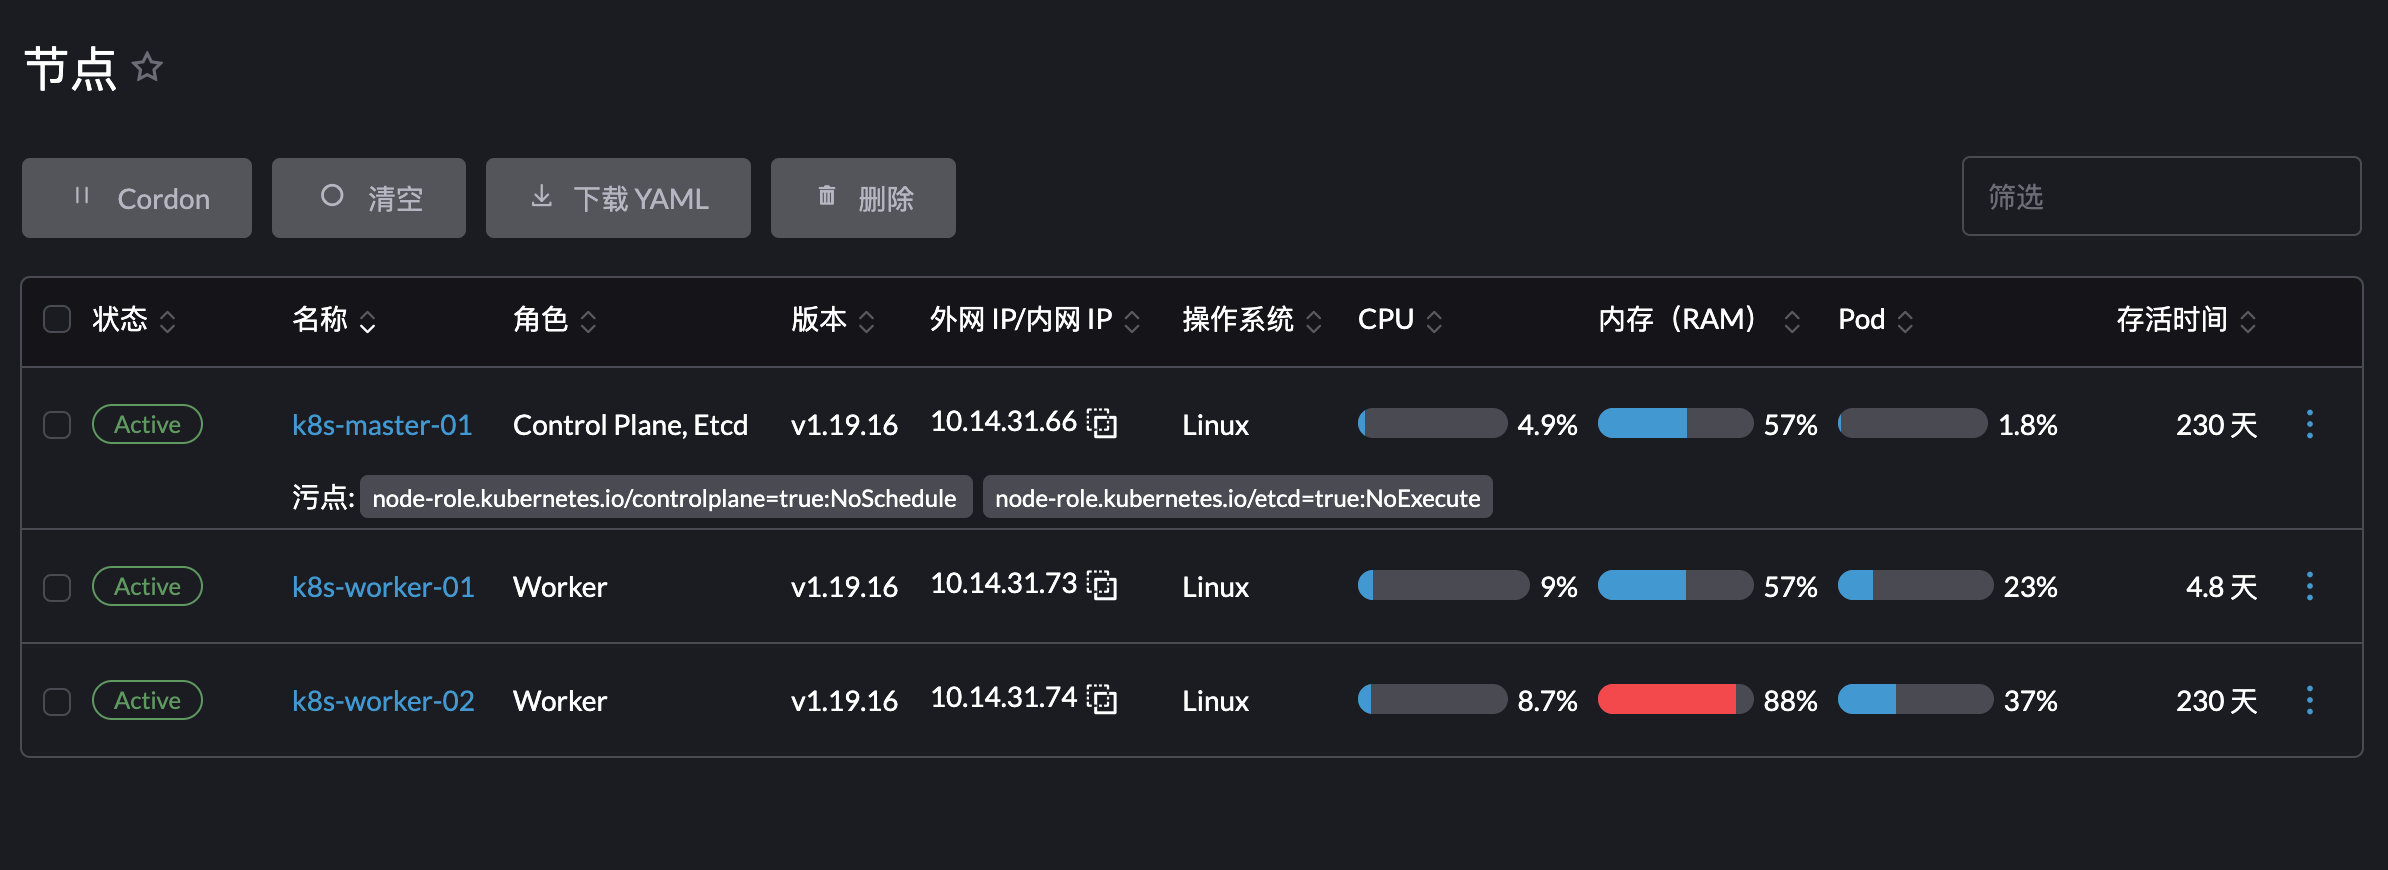 节点
Cordon 清空 下载 YAML 删除 筛选
状态 名称 角色 版本 外网 IP/内网 IP 操作系统 CPU 内存（RAM） Pod 存活时间
Active k8s-master-01 Control Plane, Etcd v1.19.16 10.14.31.66 Linux 4.9% 57% 1.8% 230 天
污点: node-role.kubernetes.io/controlplane=true:NoSchedule node-role.kubernetes.io/etcd=true:NoExecute
Active k8s-worker-01 Worker v1.19.16 10.14.31.73 Linux 9% 57% 23% 4.8 天
Active k8s-worker-02 Worker v1.19.16 10.14.31.74 Linux 8.7% 88% 37% 230 天